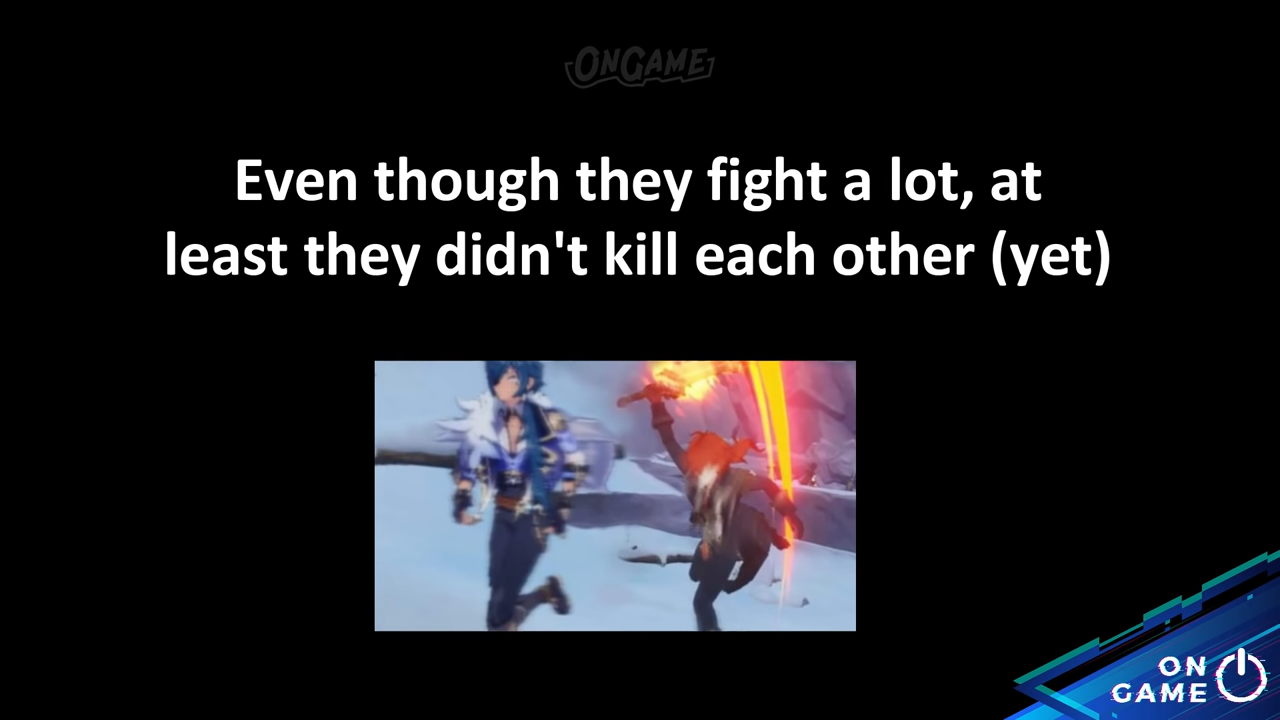 OnGame
Even though they fight a lot, at
least they didn't kill each other (yet)
ON
GAME